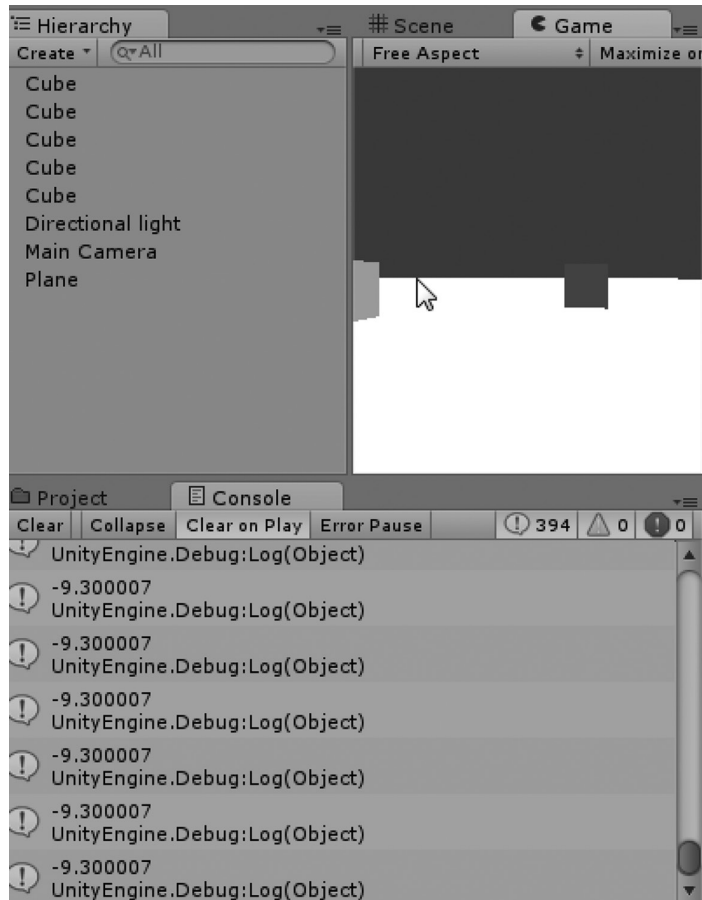 Hierarchy
Create All
Cube
Cube
Cube
Cube
Cube
Directional light
Main Camera
Plane
Scene Game
Free Aspect Maximize or
Project Console
Clear Collapse Clear on Play Error Pause 394 0 0
UnityEngine.Debug:Log(Object)
-9.300007
UnityEngine.Debug:Log(Object)
-9.300007
UnityEngine.Debug:Log(Object)
-9.300007
UnityEngine.Debug:Log(Object)
-9.300007
UnityEngine.Debug:Log(Object)
-9.300007
UnityEngine.Debug:Log(Object)
-9.300007
UnityEngine.Debug:Log(Object)